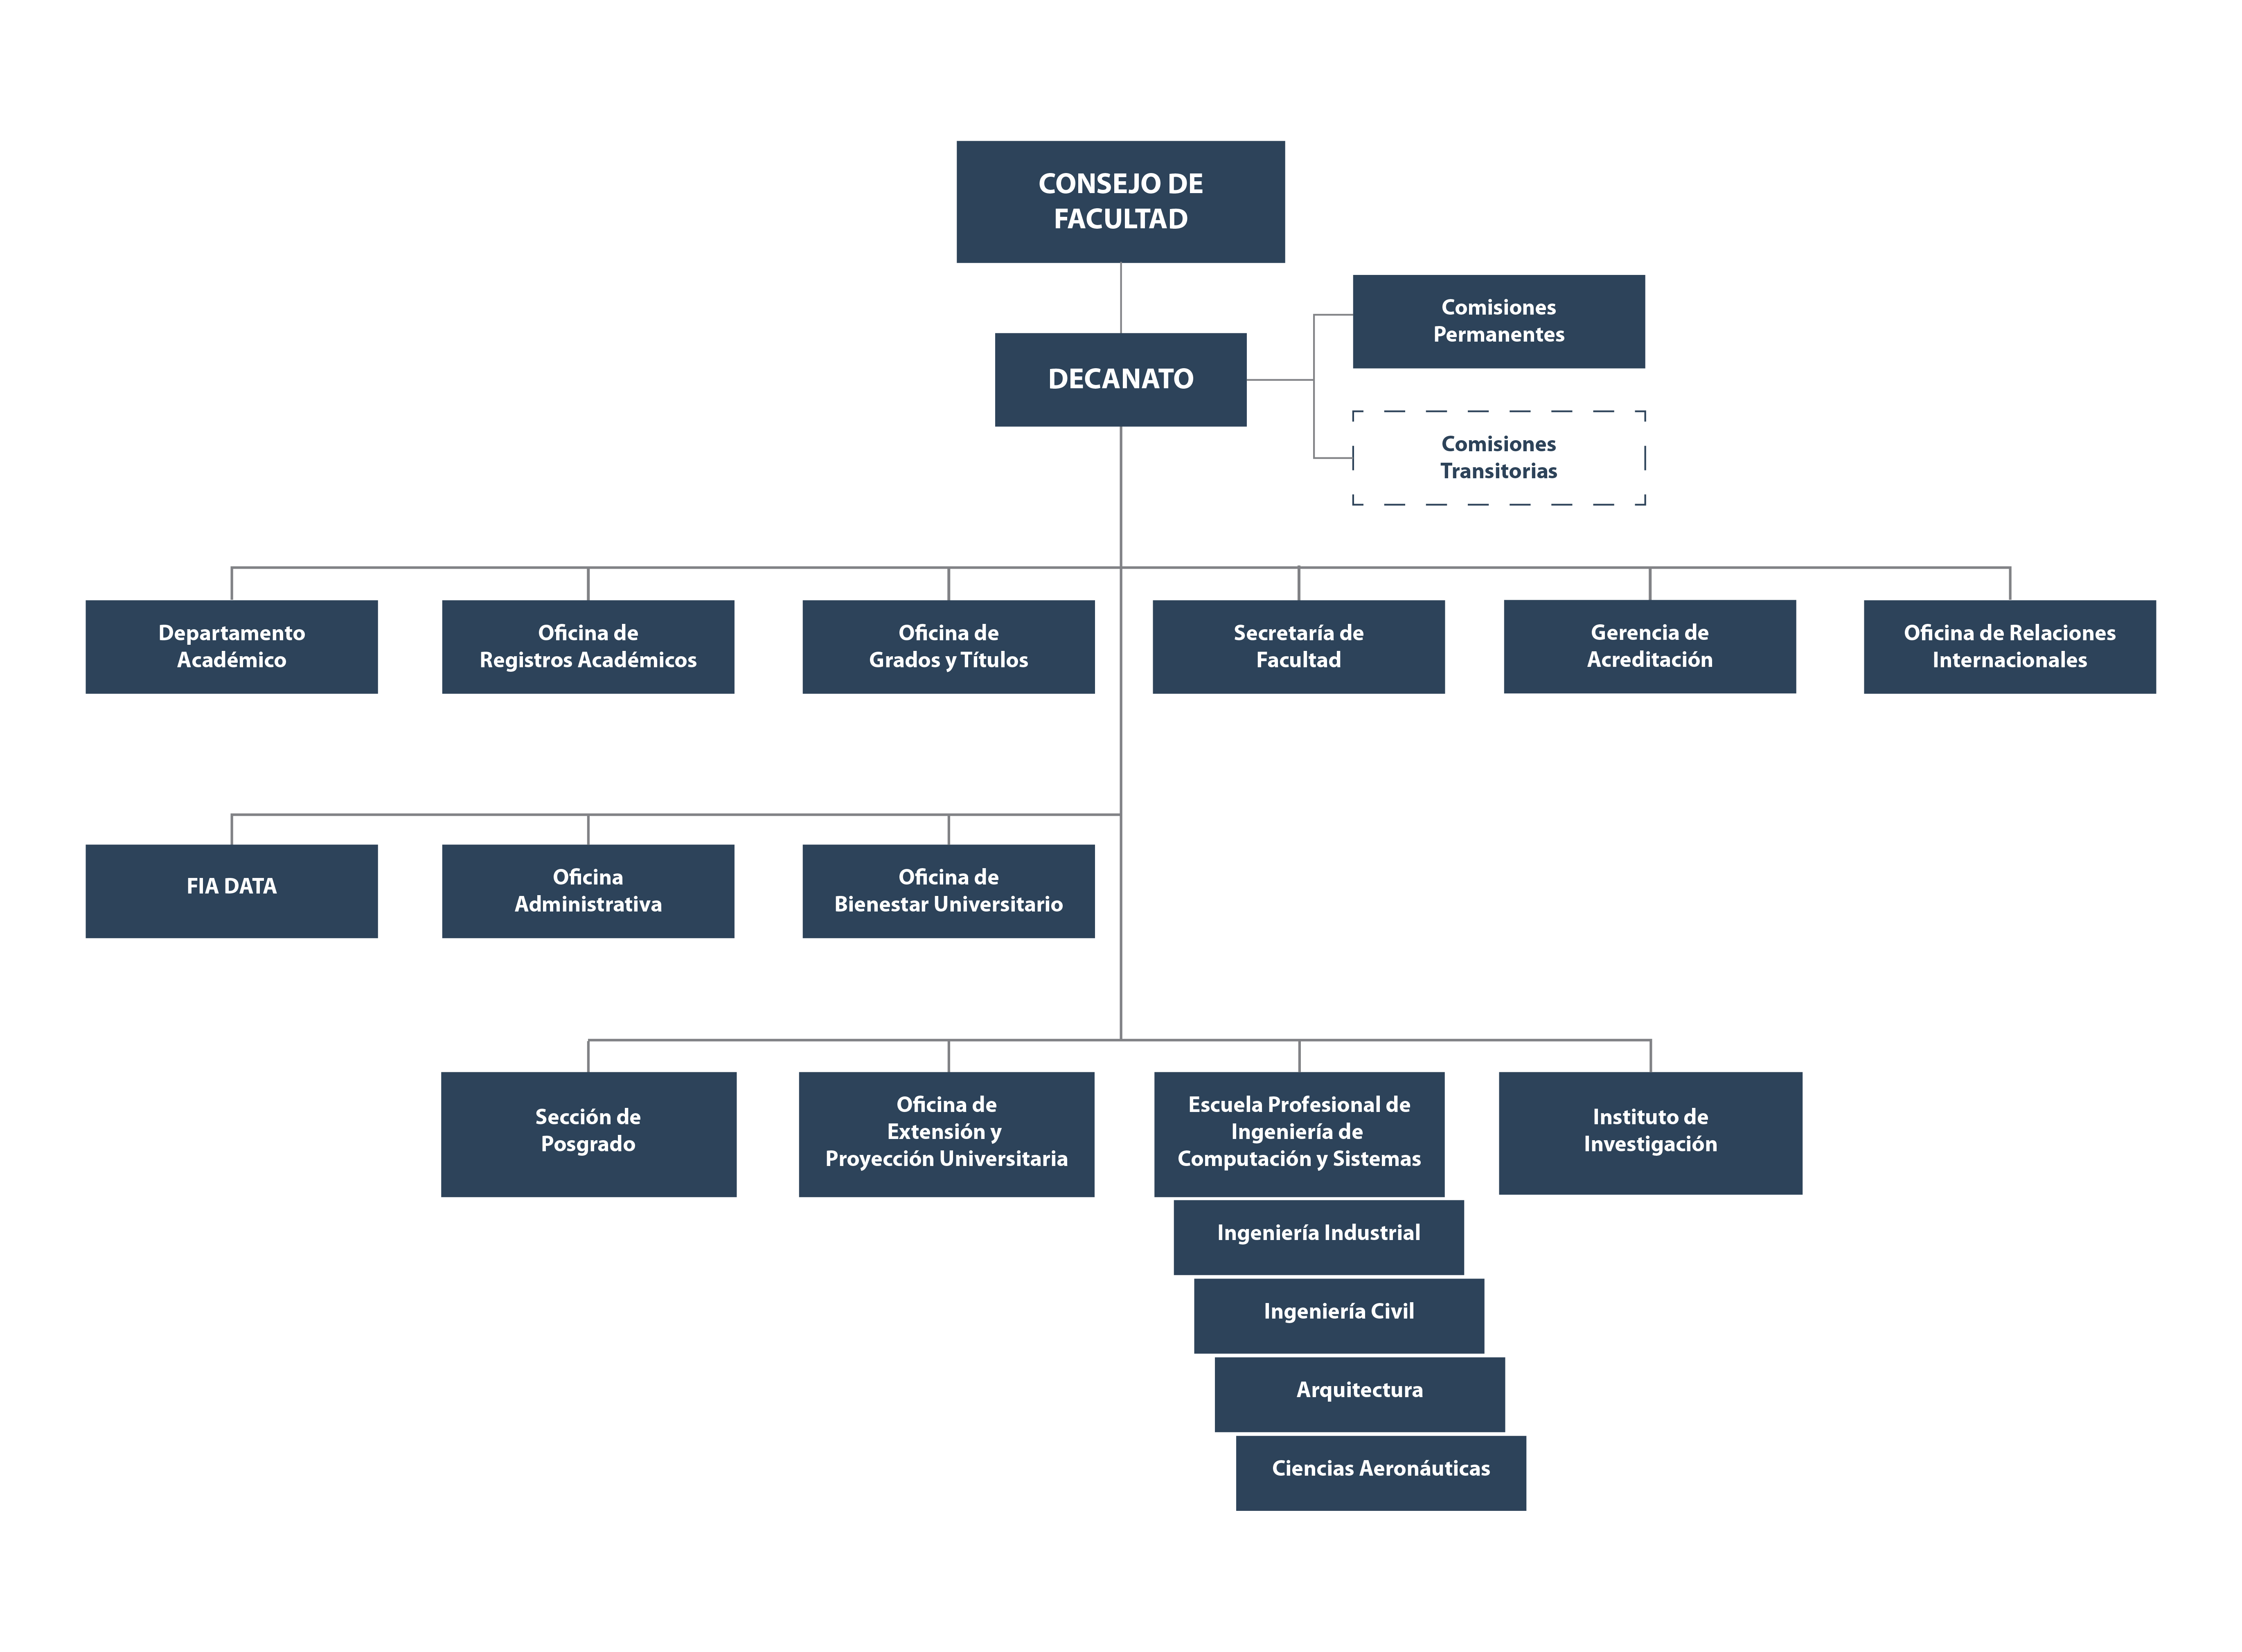 CONSEJO DE
FACULTAD
DECANATO
Comisiones
Permanentes
Comisiones
Transitorias
Departamento
Académico
Oficina de
Registros Académicos
Oficina de
Grados y Títulos
Secretaría de
Facultad
Gerencia de
Acreditación
Oficina de Relaciones
Internacionales
FIA DATA
Oficina
Administrativa
Oficina de
Bienestar Universitario
Sección de
Posgrado
Oficina de
Extensión y
Proyección Universitaria
Escuela Profesional de
Ingeniería de
Computación y Sistemas
Instituto de
Investigación
Ingeniería Industrial
Ingeniería Civil
Arquitectura
Ciencias Aeronáuticas